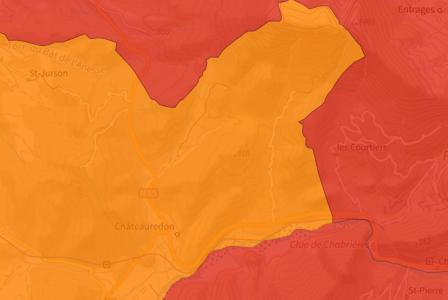 Entrages
St-Jurson
les Courtiers
N85
Châteauredon
Clue de Chabrières
St-Pierre